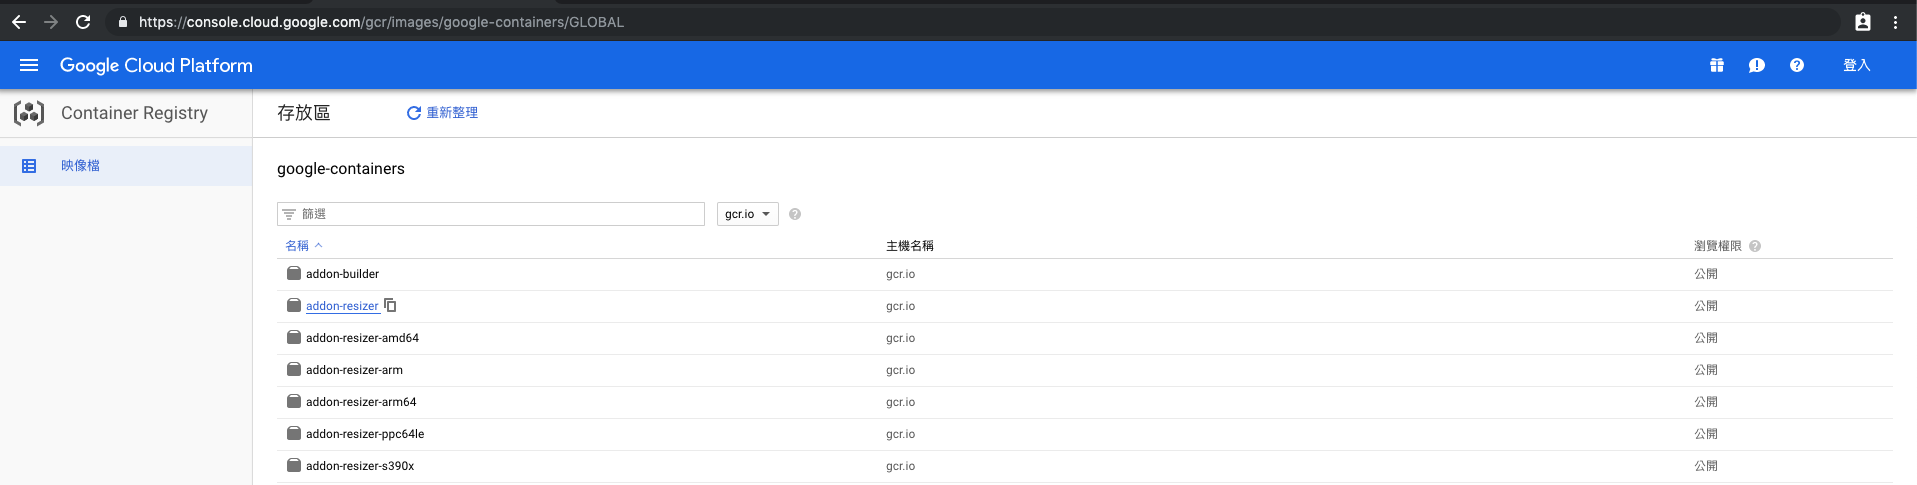 https://console.cloud.google.com/gcr/images/google-containers/GLOBAL
Google Cloud Platform
登入
Container Registry
存放區
重新整理
映像檔
google-containers
篩選
gcr.io
名稱 主機名稱 瀏覽權限
addon-builder gcr.io 公開
addon-resizer gcr.io 公開
addon-resizer-amd64 gcr.io 公開
addon-resizer-arm gcr.io 公開
addon-resizer-arm64 gcr.io 公開
addon-resizer-ppc64le gcr.io 公開
addon-resizer-s390x gcr.io 公開